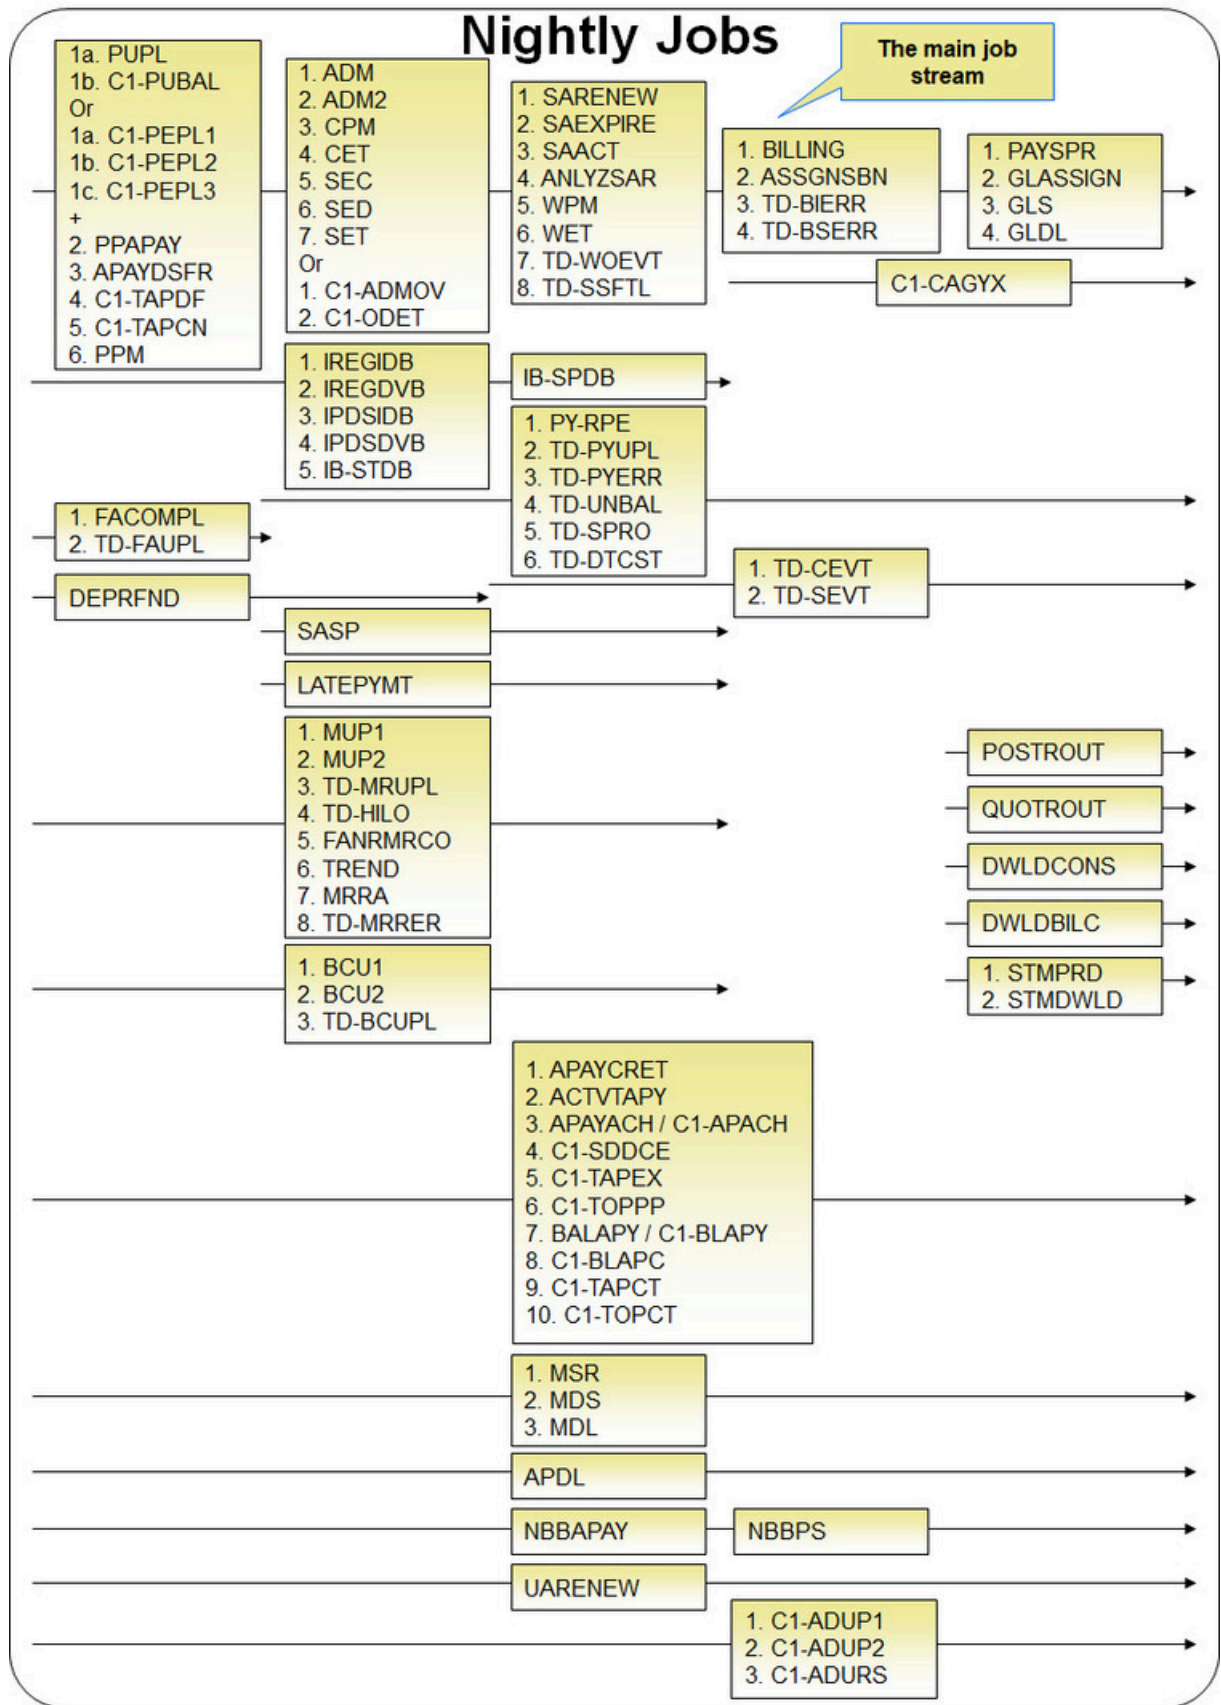 Nightly Jobs
The main job
stream
1a. PUPL
1b. C1-PUBAL
Or
1a. C1-PEPL1
1b. C1-PEPL2
1c. C1-PEPL3
+
2. PPAPAY
3. APAYDSFR
4. C1-TAPDF
5. C1-TAPCN
6. PPM
1. ADM
2. ADM2
3. CPM
4. CET
5. SEC
6. SED
7. SET
Or
1. C1-ADMOV
2. C1-ODET
1. SARENEW
2. SAEXPIRE
3. SAACT
4. ANLYZSAR
5. WPM
6. WET
7. TD-WOEVT
8. TD-SSFTL
1. BILLING
2. ASSGNSBN
3. TD-BIERR
4. TD-BSERR
1. PAYSPR
2. GLASSIGN
3. GLS
4. GLDL
C1-CAGYX
1. IREGIDB
2. IREGDVB
3. IPDSIDB
4. IPDSDVB
5. IB-STDB
IB-SPDB
1. PY-RPE
2. TD-PYUPL
3. TD-PYERR
4. TD-UNBAL
5. TD-SPRO
6. TD-DTCST
1. FACOMPL
2. TD-FAUPL
1. TD-CEVT
2. TD-SEVT
DEPRFND
SASP
LATEPYMT
1. MUP1
2. MUP2
3. TD-MRUPL
4. TD-HILO
5. FANRMRCO
6. TREND
7. MRRA
8. TD-MRRER
POSTROUT
QUOTROUT
DWLDCONS
DWLDBILC
1. STMPRD
2. STMDWLD
1. BCU1
2. BCU2
3. TD-BCUPL
1. APAYCRET
2. ACTVTAPY
3. APAYACH / C1-APACH
4. C1-SDDCE
5. C1-TAPEX
6. C1-TOPPP
7. BALAPY / C1-BLAPY
8. C1-BLAPC
9. C1-TAPCT
10. C1-TOPCT
1. MSR
2. MDS
3. MDL
APDL
NBBAPAY
NBBPS
UARENEW
1. C1-ADUP1
2. C1-ADUP2
3. C1-ADURS